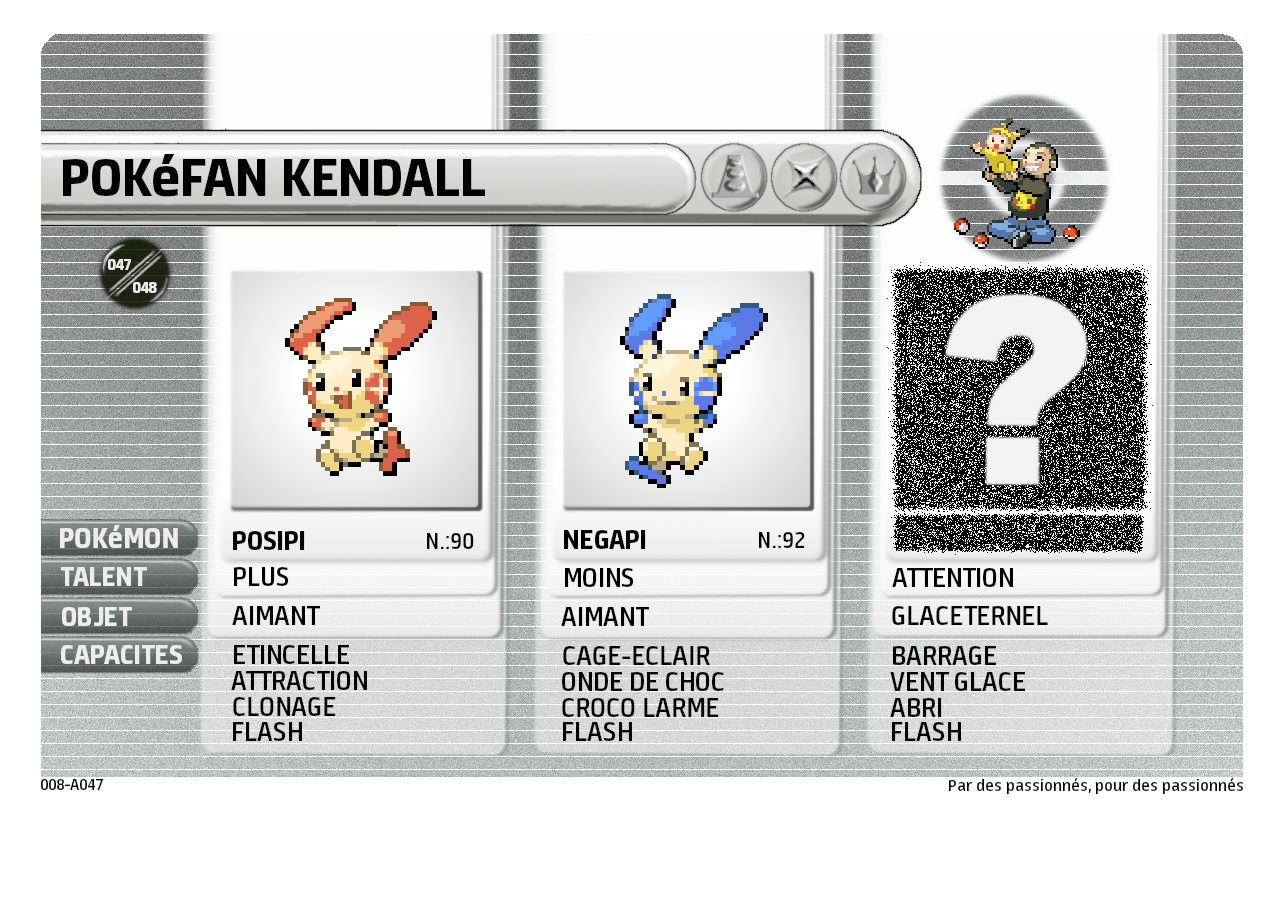 POKéFAN KENDALL
047
048
?
POKéMON
POSIPI N.:90
NEGAPI N.:92
TALENT
PLUS
MOINS
ATTENTION
OBJET
AIMANT
AIMANT
GLACETERNEL
CAPACITES
ETINCELLE
ATTRACTION
CLONAGE
FLASH
CAGE-ECLAIR
ONDE DE CHOC
CROCO LARME
FLASH
BARRAGE
VENT GLACE
ABRI
FLASH
008-A047
Par des passionnés, pour des passionnés